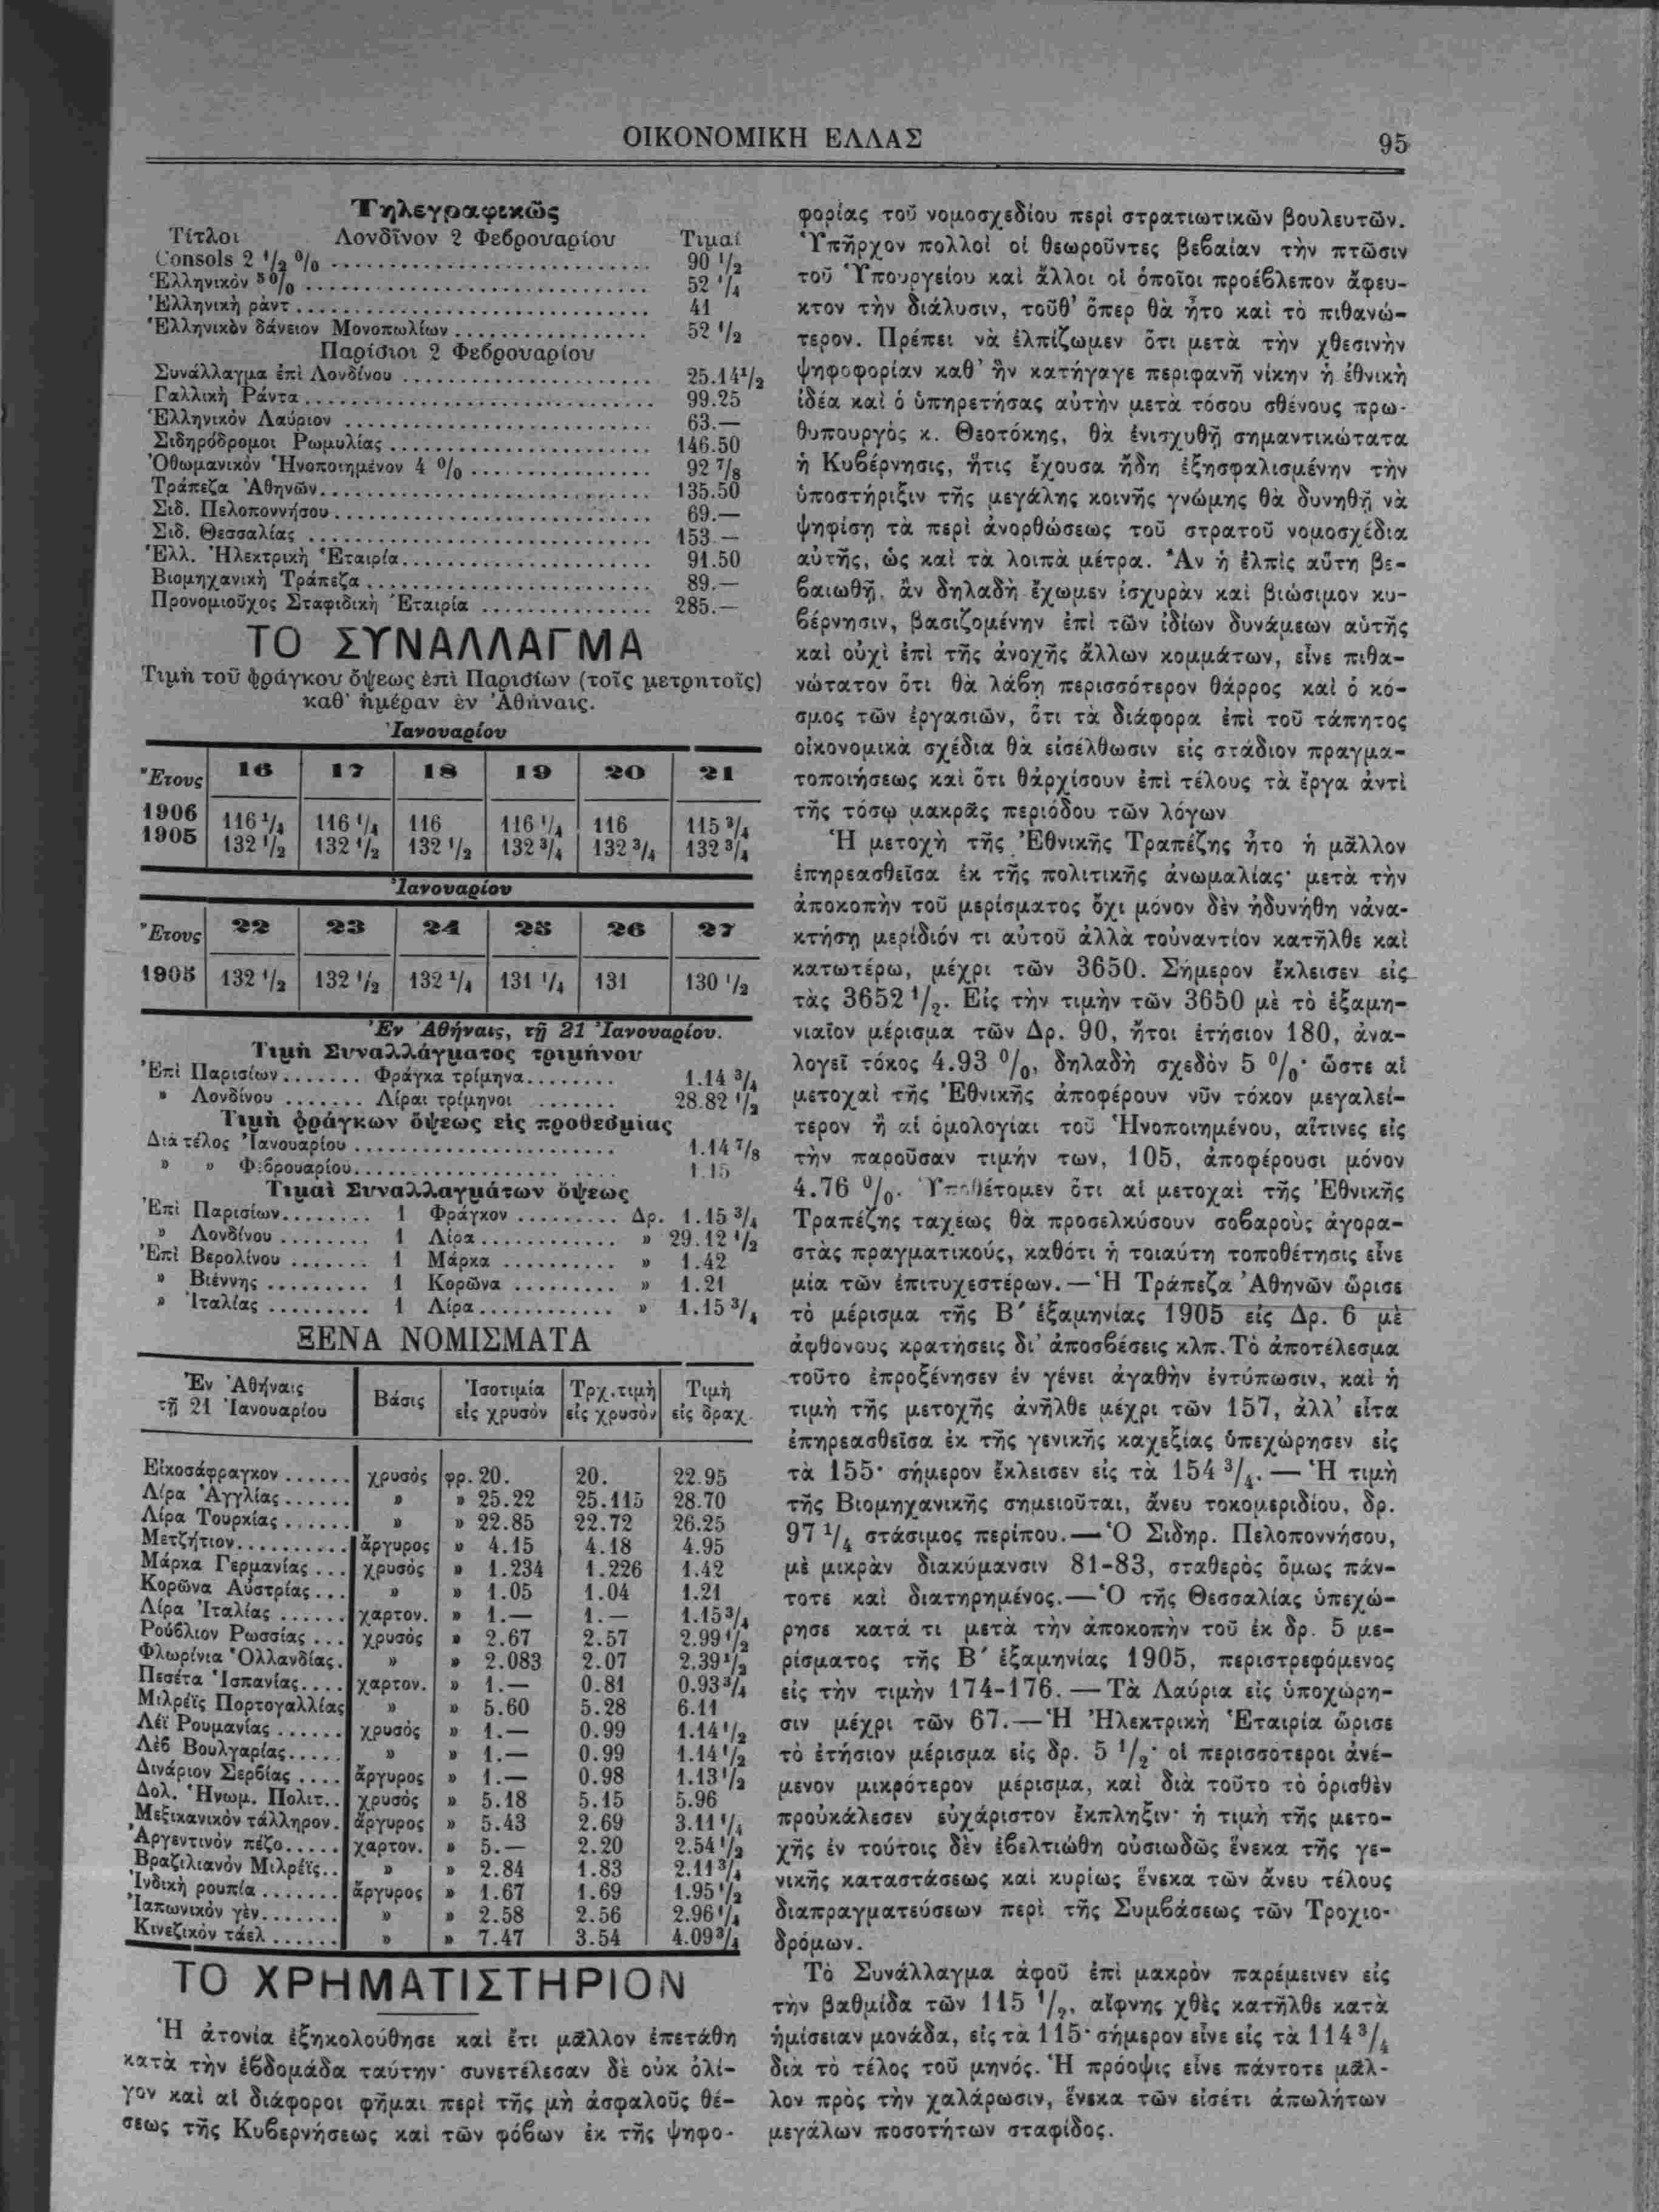 ΟΙΚΟΝΟΜΙΚΗ ΕΛΛΑΣ 95
Τηλεγραφικῶς
Τίτλοι Λονδῖνον 2 Φεβρουαρίου Τιμαί
Consols 2 1/2 0/0 90 1/2
Ἑλληνικὸν 5 0/0 52 1/4
Ἑλληνικὴ ρὰντ 41
Ἑλληνικὸν δάνειον Μονοπωλίων 52 1/2
Παρίσιοι 2 Φεβρουαρίου
Συνάλλαγμα ἐπὶ Λονδίνου 25.14 1/2
Γαλλικὴ Ράντα 99.25
Ἑλληνικὸν Λαύριον 63.—
Σιδηρόδρομοι Ρωμυλίας 146.50
Ὀθωμανικὸν Ἡνοποιημένον 4 0/0 92 7/8
Τράπεζα Ἀθηνῶν 135.50
Σιδ. Πελοποννήσου 69.—
Σιδ. Θεσσαλίας 153.—
Ἑλλ. Ἠλεκτρικὴ Ἑταιρία 91.50
Βιομηχανικὴ Τράπεζα 89.—
Προνομιοῦχος Σταφιδικὴ Ἑταιρία 285.—
ΤΟ ΣΥΝΑΛΛΑΓΜΑ
Τιμὴ τοῦ φράγκου ὄψεως ἐπὶ Παρισίων (τοῖς μετρητοῖς)
καθ' ἡμέραν ἐν Ἀθήναις.
Ἰανουαρίου
Ἔτους 16 17 18 19 20 21
1906 116 1/4 116 1/4 116 116 1/4 116 115 3/4
1905 132 1/2 132 1/2 132 1/2 132 3/4 132 3/4 132 3/4
Ἰανουαρίου
Ἔτους 22 23 24 25 26 27
1905 132 1/2 132 1/2 132 1/4 131 1/4 131 130 1/2
Ἐν Ἀθήναις, τῇ 21 Ἰανουαρίου.
Τιμὴ Συναλλάγματος τριμήνου
Ἐπὶ Παρισίων Φράγκα τρίμηνα 1.14 3/4
» Λονδίνου Λίραι τρίμηνοι 28.82 1/2
Τιμὴ φράγκων ὄψεως εἰς προθεσμίας
Διὰ τέλος Ἰανουαρίου 1.14 7/8
» » Φεβρουαρίου 1.15
Τιμαὶ Συναλλαγμάτων ὄψεως
Ἐπὶ Παρισίων 1 Φράγκον Δρ. 1.15 3/4
» Λονδίνου 1 Λίρα » 29.12 1/2
Ἐπὶ Βερολίνου 1 Μάρκα » 1.42
» Βιέννης 1 Κορῶνα » 1.21
» Ἰταλίας 1 Λίρα » 1.15 3/4
ΞΕΝΑ ΝΟΜΙΣΜΑΤΑ
Ἐν Ἀθήναις τῇ 21 Ἰανουαρίου Βάσις Ἰσοτιμία εἰς χρυσὸν Τρχ. τιμὴ εἰς χρυσὸν Τιμὴ εἰς δραχ.
Εἰκοσάφραγκον χρυσὸς φρ. 20. 20. 22.95
Λίρα Ἀγγλίας » » 25.22 25.115 28.70
Λίρα Τουρκίας » » 22.85 22.72 26.25
Μετζήτιον ἄργυρος » 4.15 4.18 4.95
Μάρκα Γερμανίας χρυσὸς » 1.234 1.226 1.42
Κορῶνα Αὐστρίας » » 1.05 1.04 1.21
Λίρα Ἰταλίας χαρτον. » 1.— 1.— 1.15 3/4
Ρούβλιον Ρωσσίας χρυσὸς » 2.67 2.57 2.99 1/2
Φλωρίνια Ὁλλανδίας » » 2.083 2.07 2.39 1/2
Πεσέτα Ἱσπανίας χαρτον. » 1.— 0.81 0.93 3/4
Μιλρέϊς Πορτογαλλίας » » 5.60 5.28 6.11
Λέϊ Ρουμανίας χρυσὸς » 1.— 0.99 1.14 1/2
Λὲβ Βουλγαρίας » » 1.— 0.99 1.14 1/2
Δινάριον Σερβίας ἄργυρος » 1.— 0.98 1.13 1/2
Δολ. Ἡνωμ. Πολιτ. χρυσὸς » 5.18 5.15 5.96
Μεξικανικὸν τάλληρον. ἄργυρος » 5.43 2.69 3.11 1/4
Ἀργεντινὸν πέζο χαρτον. » 5.— 2.20 2.54 1/2
Βραζιλιανὸν Μιλρέϊς » » 2.84 1.83 2.11 3/4
Ἰνδικὴ ρουπία ἄργυρος » 1.67 1.69 1.95 1/2
Ἰαπωνικὸν γὲν » » 2.58 2.56 2.96 1/4
Κινεζικὸν τάελ » » 7.47 3.54 4.09 3/4
ΤΟ ΧΡΗΜΑΤΙΣΤΗΡΙΟΝ
Ἡ ἀτονία ἐξηκολούθησε καὶ ἔτι μᾶλλον ἐπετάθη
κατὰ τὴν ἑβδομάδα ταύτην· συνετέλεσαν δὲ οὐκ ὀλί-
γον καὶ αἱ διάφοροι φῆμαι περὶ τῆς μὴ ἀσφαλοῦς θέ-
σεως τῆς Κυβερνήσεως καὶ τῶν φόβων ἐκ τῆς ψηφο-
φορίας τοῦ νομοσχεδίου περὶ στρατιωτικῶν βουλευτῶν.
Ὑπῆρχον πολλοὶ οἱ θεωροῦντες βεβαίαν τὴν πτῶσιν
τοῦ Ὑπουργείου καὶ ἄλλοι οἱ ὁποῖοι προέβλεπον ἄφευ-
κτον τὴν διάλυσιν, τοῦθ' ὅπερ θὰ ἦτο καὶ τὸ πιθανώ-
τερον. Πρέπει νὰ ἐλπίζωμεν ὅτι μετὰ τὴν χθεσινὴν
ψηφοφορίαν καθ' ἣν κατήγαγε περιφανῆ νίκην ἡ ἐθνικὴ
ἰδέα καὶ ὁ ὑπηρετήσας αὐτὴν μετὰ τόσου σθένους πρω-
θυπουργὸς κ. Θεοτόκης, θὰ ἐνισχυθῇ σημαντικώτατα
ἡ Κυβέρνησις, ἥτις ἔχουσα ἤδη ἐξησφαλισμένην τὴν
ὑποστήριξιν τῆς μεγάλης κοινῆς γνώμης θὰ δυνηθῇ νὰ
ψηφίσῃ τὰ περὶ ἀνορθώσεως τοῦ στρατοῦ νομοσχέδια
αὐτῆς, ὡς καὶ τὰ λοιπὰ μέτρα. Ἂν ἡ ἐλπὶς αὕτη βε-
βαιωθῇ, ἂν δηλαδὴ ἔχωμεν ἰσχυρὰν καὶ βιώσιμον κυ-
βέρνησιν, βασιζομένην ἐπὶ τῶν ἰδίων δυνάμεων αὐτῆς
καὶ οὐχὶ ἐπὶ τῆς ἀνοχῆς ἄλλων κομμάτων, εἶνε πιθα-
νώτατον ὅτι θὰ λάβῃ περισσότερον θάρρος καὶ ὁ κό-
σμος τῶν ἐργασιῶν, ὅτι τὰ διάφορα ἐπὶ τοῦ τάπητος
οἰκονομικὰ σχέδια θὰ εἰσέλθωσιν εἰς στάδιον πραγμα-
τοποιήσεως καὶ ὅτι θἀρχίσουν ἐπὶ τέλους τὰ ἔργα ἀντὶ
τῆς τόσῳ μακρᾶς περιόδου τῶν λόγων
Ἡ μετοχὴ τῆς Ἐθνικῆς Τραπέζης ἦτο ἡ μᾶλλον
ἐπηρεασθεῖσα ἐκ τῆς πολιτικῆς ἀνωμαλίας· μετὰ τὴν
ἀποκοπὴν τοῦ μερίσματος ὄχι μόνον δὲν ἠδυνήθη νἀνα-
κτήσῃ μερίδιόν τι αὐτοῦ ἀλλὰ τοὐναντίον κατῆλθε καὶ
κατωτέρω, μέχρι τῶν 3650. Σήμερον ἔκλεισεν εἰς
τὰς 3652 1/2. Εἰς τὴν τιμὴν τῶν 3650 μὲ τὸ ἑξαμη-
νιαῖον μέρισμα τῶν Δρ. 90, ἤτοι ἐτήσιον 180, ἀνα-
λογεῖ τόκος 4.93 0/0, δηλαδὴ σχεδὸν 5 0/0· ὥστε αἱ
μετοχαὶ τῆς Ἐθνικῆς ἀποφέρουν νῦν τόκον μεγαλεί-
τερον ἢ αἱ ὁμολογίαι τοῦ Ἡνοποιημένου, αἵτινες εἰς
τὴν παροῦσαν τιμήν των, 105, ἀποφέρουσι μόνον
4.76 0/0. Ὑποθέτομεν ὅτι αἱ μετοχαὶ τῆς Ἐθνικῆς
Τραπέζης ταχέως θὰ προσελκύσουν σοβαροὺς ἀγορα-
στὰς πραγματικούς, καθότι ἡ τοιαύτη τοποθέτησις εἶνε
μία τῶν ἐπιτυχεστέρων.—Ἡ Τράπεζα Ἀθηνῶν ὥρισε
τὸ μέρισμα τῆς Β΄ ἑξαμηνίας 1905 εἰς Δρ. 6 μὲ
ἀφθόνους κρατήσεις δι' ἀποσβέσεις κλπ. Τὸ ἀποτέλεσμα
τοῦτο ἐπροξένησεν ἐν γένει ἀγαθὴν ἐντύπωσιν, καὶ ἡ
τιμὴ τῆς μετοχῆς ἀνῆλθε μέχρι τῶν 157, ἀλλ' εἶτα
ἐπηρεασθεῖσα ἐκ τῆς γενικῆς καχεξίας ὑπεχώρησεν εἰς
τὰ 155· σήμερον ἔκλεισεν εἰς τὰ 154 3/4.— Ἡ τιμὴ
τῆς Βιομηχανικῆς σημειοῦται, ἄνευ τοκομεριδίου, δρ.
97 1/4 στάσιμος περίπου.—Ὁ Σιδηρ. Πελοποννήσου,
μὲ μικρὰν διακύμανσιν 81-83, σταθερὸς ὅμως πάν-
τοτε καὶ διατηρημένος.—Ὁ τῆς Θεσσαλίας ὑπεχώ-
ρησε κατά τι μετὰ τὴν ἀποκοπὴν τοῦ ἐκ δρ. 5 με-
ρίσματος τῆς Β΄ ἑξαμηνίας 1905, περιστρεφόμενος
εἰς τὴν τιμὴν 174-176.—Τὰ Λαύρια εἰς ὑποχώρη-
σιν μέχρι τῶν 67.—Ἡ Ἠλεκτρικὴ Ἑταιρία ὥρισε
τὸ ἐτήσιον μέρισμα εἰς δρ. 5 1/2· οἱ περισσότεροι ἀνέ-
μενον μικρότερον μέρισμα, καὶ διὰ τοῦτο τὸ ὁρισθὲν
προὐκάλεσεν εὐχάριστον ἔκπληξιν· ἡ τιμὴ τῆς μετο-
χῆς ἐν τούτοις δὲν ἐβελτιώθη οὐσιωδῶς ἕνεκα τῆς γε-
νικῆς καταστάσεως καὶ κυρίως ἕνεκα τῶν ἄνευ τέλους
διαπραγματεύσεων περὶ τῆς Συμβάσεως τῶν Τροχιο-
δρόμων.
Τὸ Συνάλλαγμα ἀφοῦ ἐπὶ μακρὸν παρέμεινεν εἰς
τὴν βαθμίδα τῶν 115 1/2, αἴφνης χθὲς κατῆλθε κατὰ
ἡμίσειαν μονάδα, εἰς τὰ 115· σήμερον εἶνε εἰς τὰ 114 3/4
διὰ τὸ τέλος τοῦ μηνός. Ἡ πρόοψις εἶνε πάντοτε μᾶλ-
λον πρὸς τὴν χαλάρωσιν, ἕνεκα τῶν εἰσέτι ἀπωλήτων
μεγάλων ποσοτήτων σταφίδος.